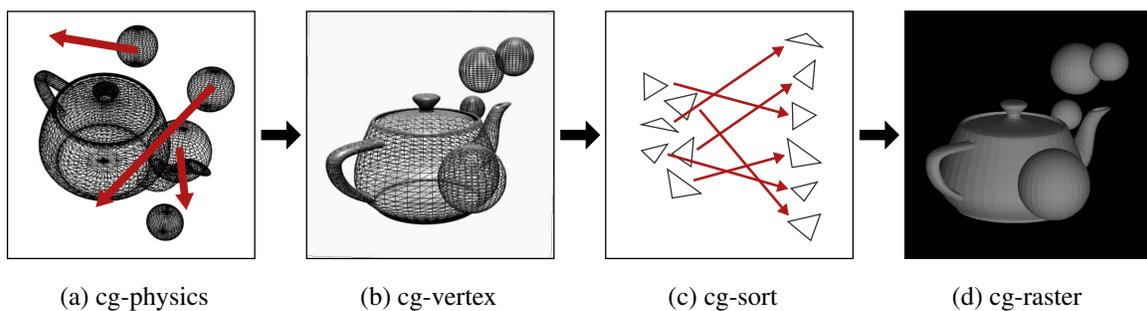 (a) cg-physics
(b) cg-vertex
(c) cg-sort
(d) cg-raster